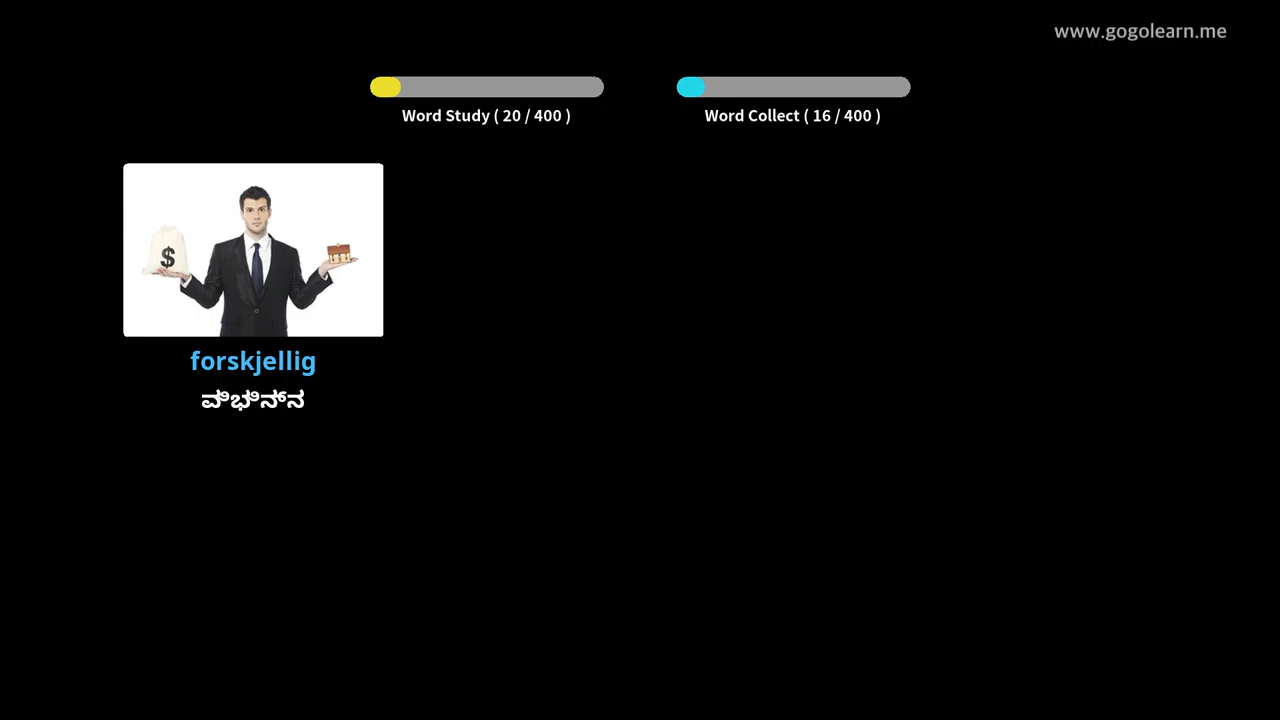 www.gogolearn.me
Word Study ( 20 / 400 )
Word Collect ( 16 / 400 )
$
forskjellig
ವಿಭಿನ್ನ